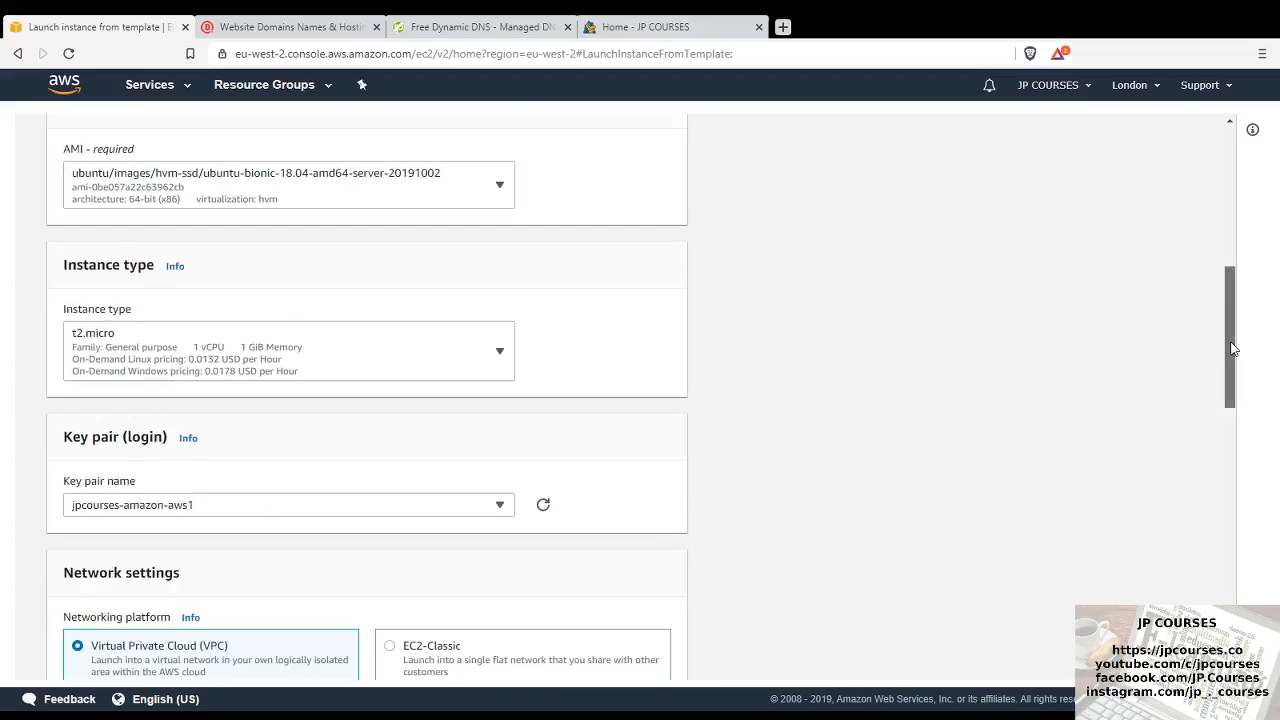 Launch instance from template | E
Website Domains Names & Hostin
Free Dynamic DNS - Managed DN
Home - JP COURSES
eu-west-2.console.aws.amazon.com/ec2/v2/home?region=eu-west-2#LaunchInstanceFromTemplate:
2
aws
Services
Resource Groups
JP COURSES
London
Support
AMI - required
ubuntu/images/hvm-ssd/ubuntu-bionic-18.04-amd64-server-20191002
ami-0be057a22c63962cb
architecture: 64-bit (x86) virtualization: hvm
Instance type Info
Instance type
t2.micro
Family: General purpose 1 vCPU 1 GiB Memory
On-Demand Linux pricing: 0.0132 USD per Hour
On-Demand Windows pricing: 0.0178 USD per Hour
Key pair (login) Info
Key pair name
jpcourses-amazon-aws1
Network settings
Networking platform Info
Virtual Private Cloud (VPC)
Launch into a virtual network in your own logically isolated
area within the AWS cloud
EC2-Classic
Launch into a single flat network that you share with other
customers
Feedback
English (US)
© 2008 - 2019, Amazon Web Services, Inc. or its affiliates. All rights rese
JP COURSES
https://jpcourses.co
youtube.com/c/jpcourses
facebook.com/JP.Courses
instagram.com/jp_-_courses